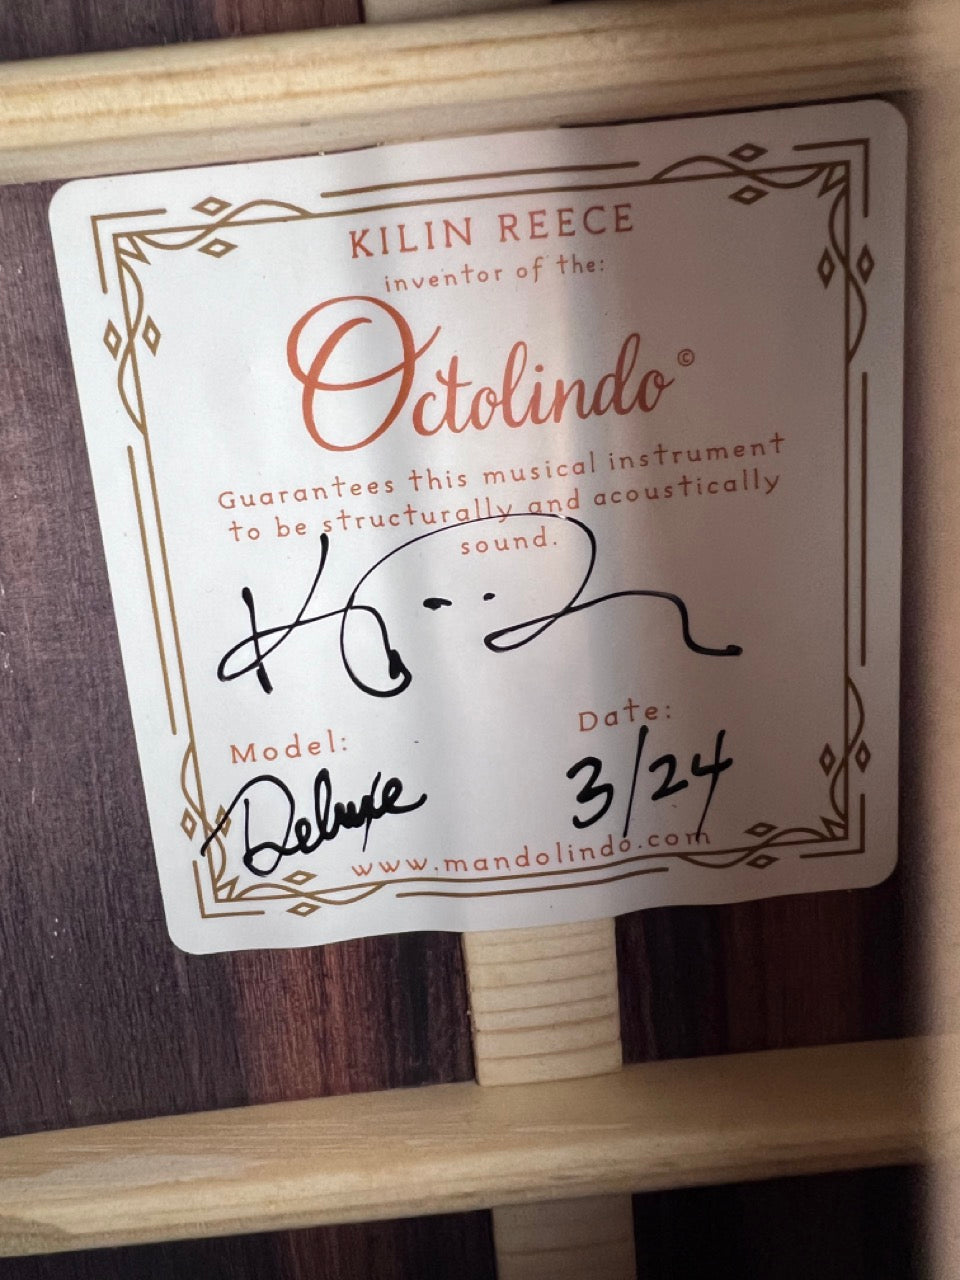 KILIN REECE
inventor of the:
Octolindo©
Guarantees this musical instrument
to be structurally and acoustically
sound.
Model:
Date:
Deluxe
3/24
www.mandolindo.com